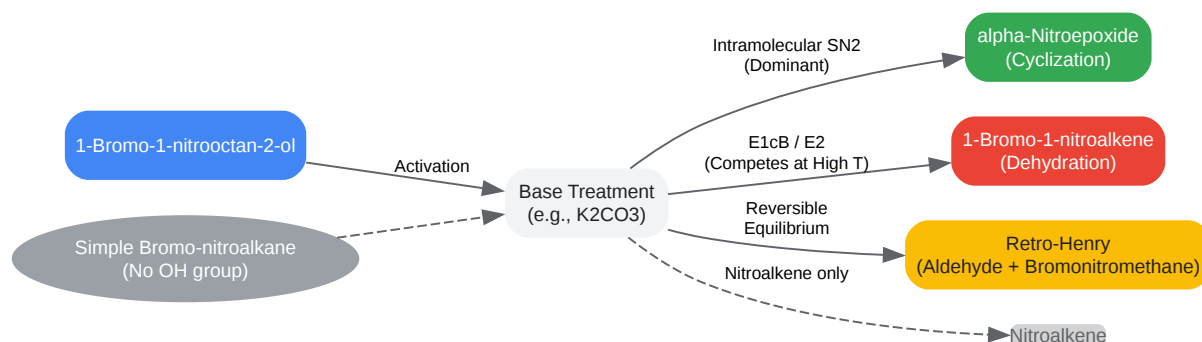 1-Bromo-1-nitrooctan-2-ol
Simple Bromo-nitroalkane
(No OH group)
Activation
Base Treatment
(e.g., K2CO3)
Intramolecular SN2
(Dominant)
E1cB / E2
(Competes at High T)
Reversible
Equilibrium
Nitroalkene only
alpha-Nitroepoxide
(Cyclization)
1-Bromo-1-nitroalkene
(Dehydration)
Retro-Henry
(Aldehyde + Bromonitromethane)
Nitroalkene